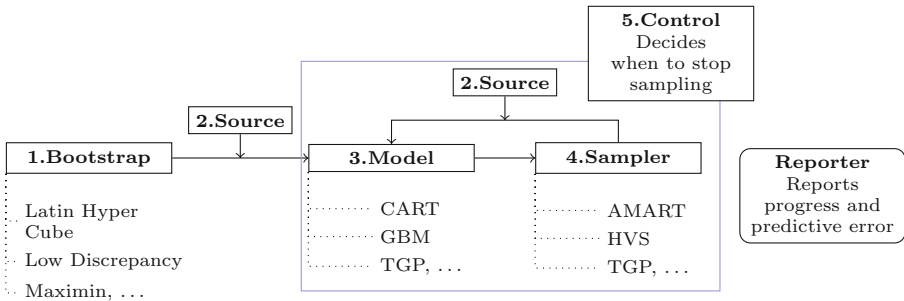 5.Control
Decides
when to stop
sampling
2.Source
2.Source
1.Bootstrap
3.Model
4.Sampler
Reporter
Reports
progress and
predictive error
Latin Hyper
Cube
Low Discrepancy
Maximin, ...
CART
GBM
TGP, ...
AMART
HVS
TGP, ...